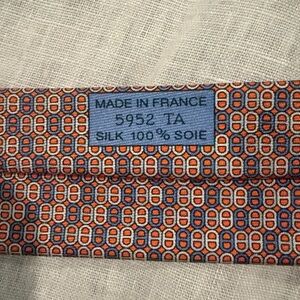 MADE IN FRANCE
5952 TA
SILK 100% SOIE